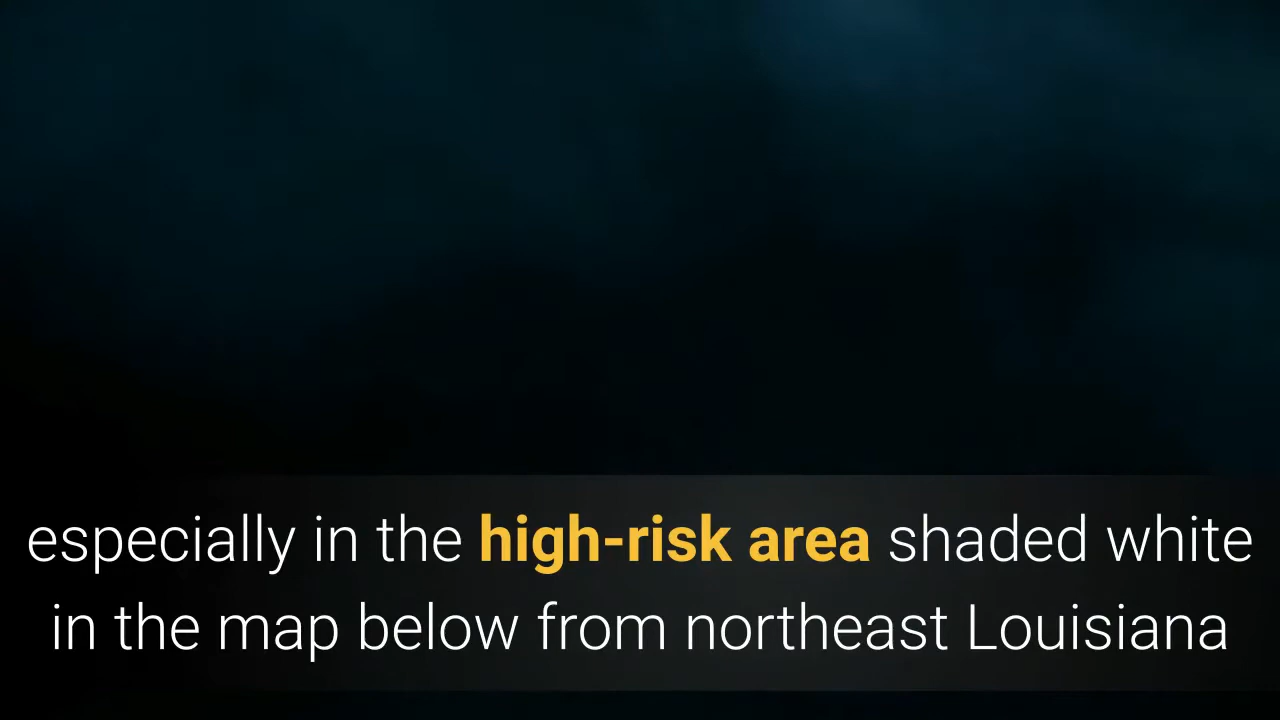 especially in the high-risk area shaded white
in the map below from northeast Louisiana